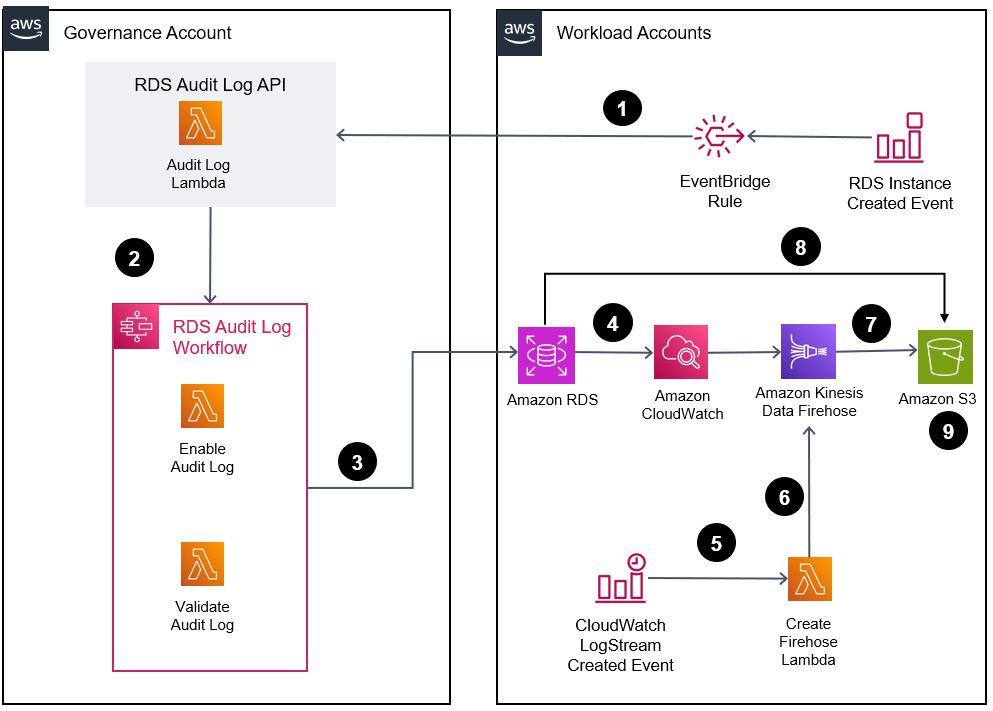 aws
Governance Account
RDS Audit Log API
Audit Log
Lambda
2
RDS Audit Log
Workflow
Enable
Audit Log
3
Validate
Audit Log
aws
Workload Accounts
1
EventBridge
Rule
RDS Instance
Created Event
8
4
7
Amazon RDS
Amazon
CloudWatch
Amazon Kinesis
Data Firehose
Amazon S3
9
6
5
CloudWatch
LogStream
Created Event
Create
Firehose
Lambda